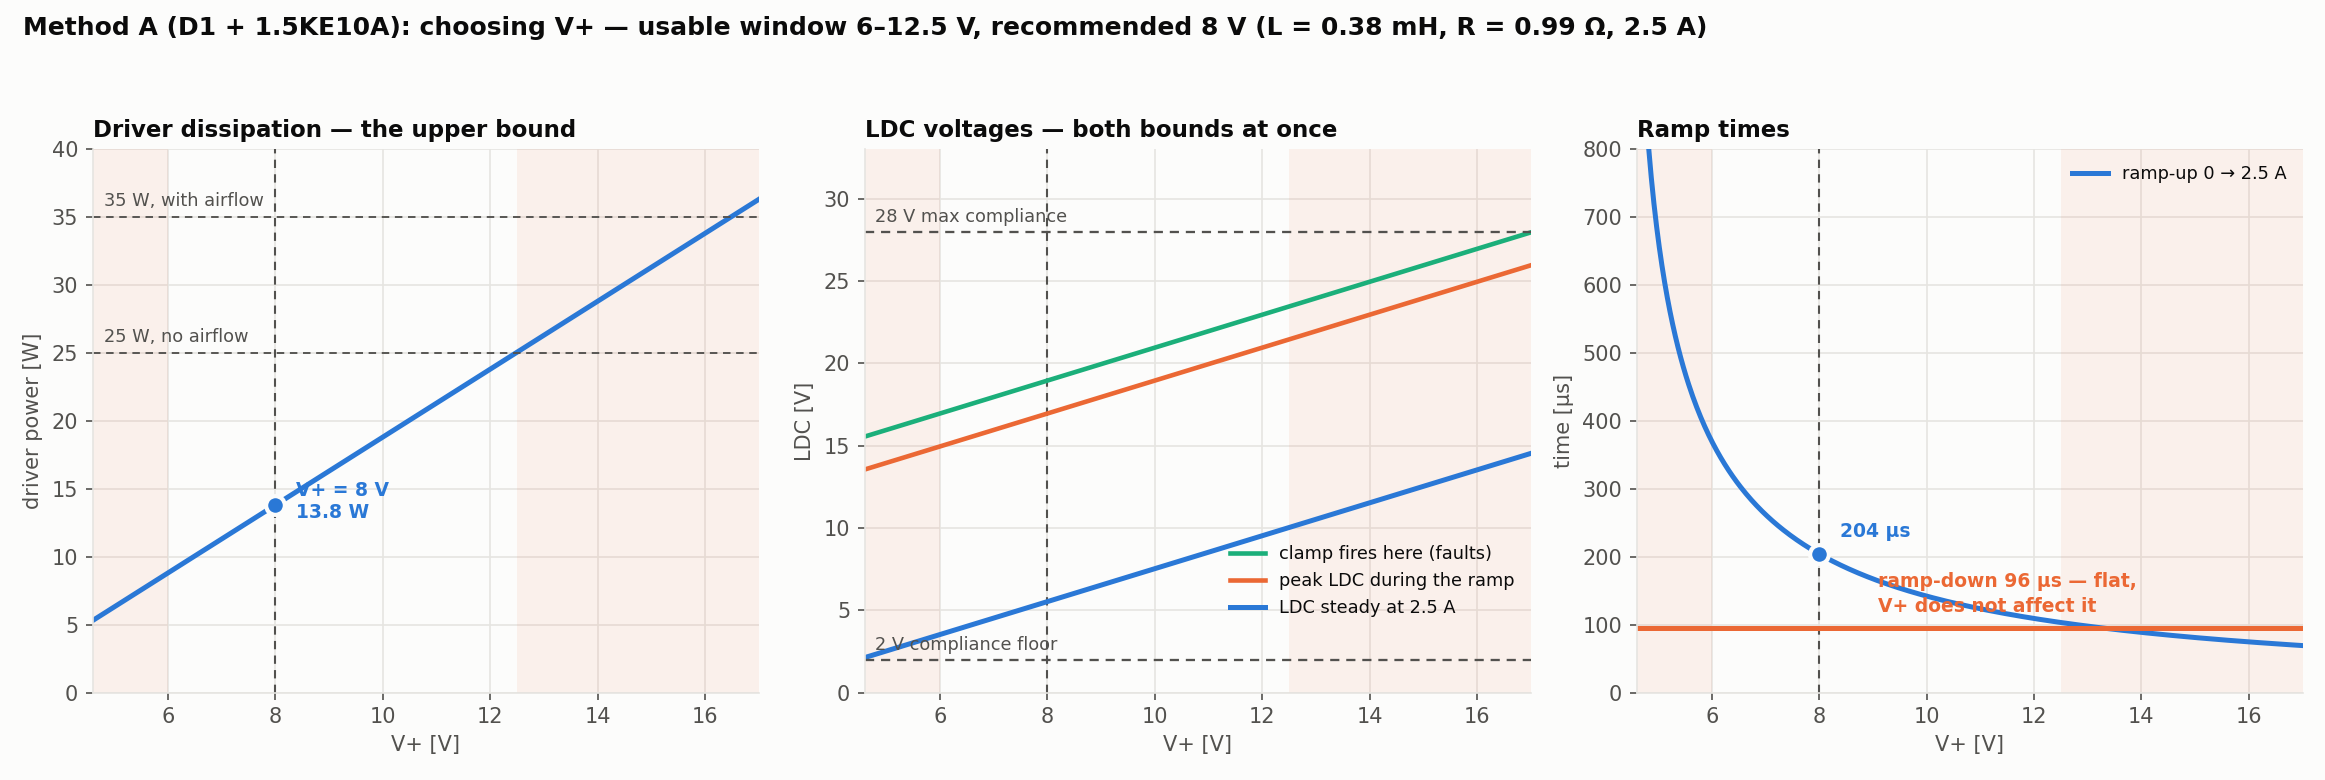 Method A (D1 + 1.5KE10A): choosing V+ — usable window 6–12.5 V, recommended 8 V (L = 0.38 mH, R = 0.99 Ω, 2.5 A)
Driver dissipation — the upper bound
40
35
30
25
20
15
10
5
0
driver power [W]
35 W, with airflow
25 W, no airflow
V+ = 8 V
13.8 W
6
8
10
12
14
16
V+ [V]
LDC voltages — both bounds at once
30
25
20
15
10
5
0
LDC [V]
28 V max compliance
clamp fires here (faults)
peak LDC during the ramp
LDC steady at 2.5 A
2 V compliance floor
6
8
10
12
14
16
V+ [V]
Ramp times
800
700
600
500
400
300
200
100
0
time [µs]
ramp-up 0 → 2.5 A
204 µs
ramp-down 96 µs — flat,
V+ does not affect it
6
8
10
12
14
16
V+ [V]